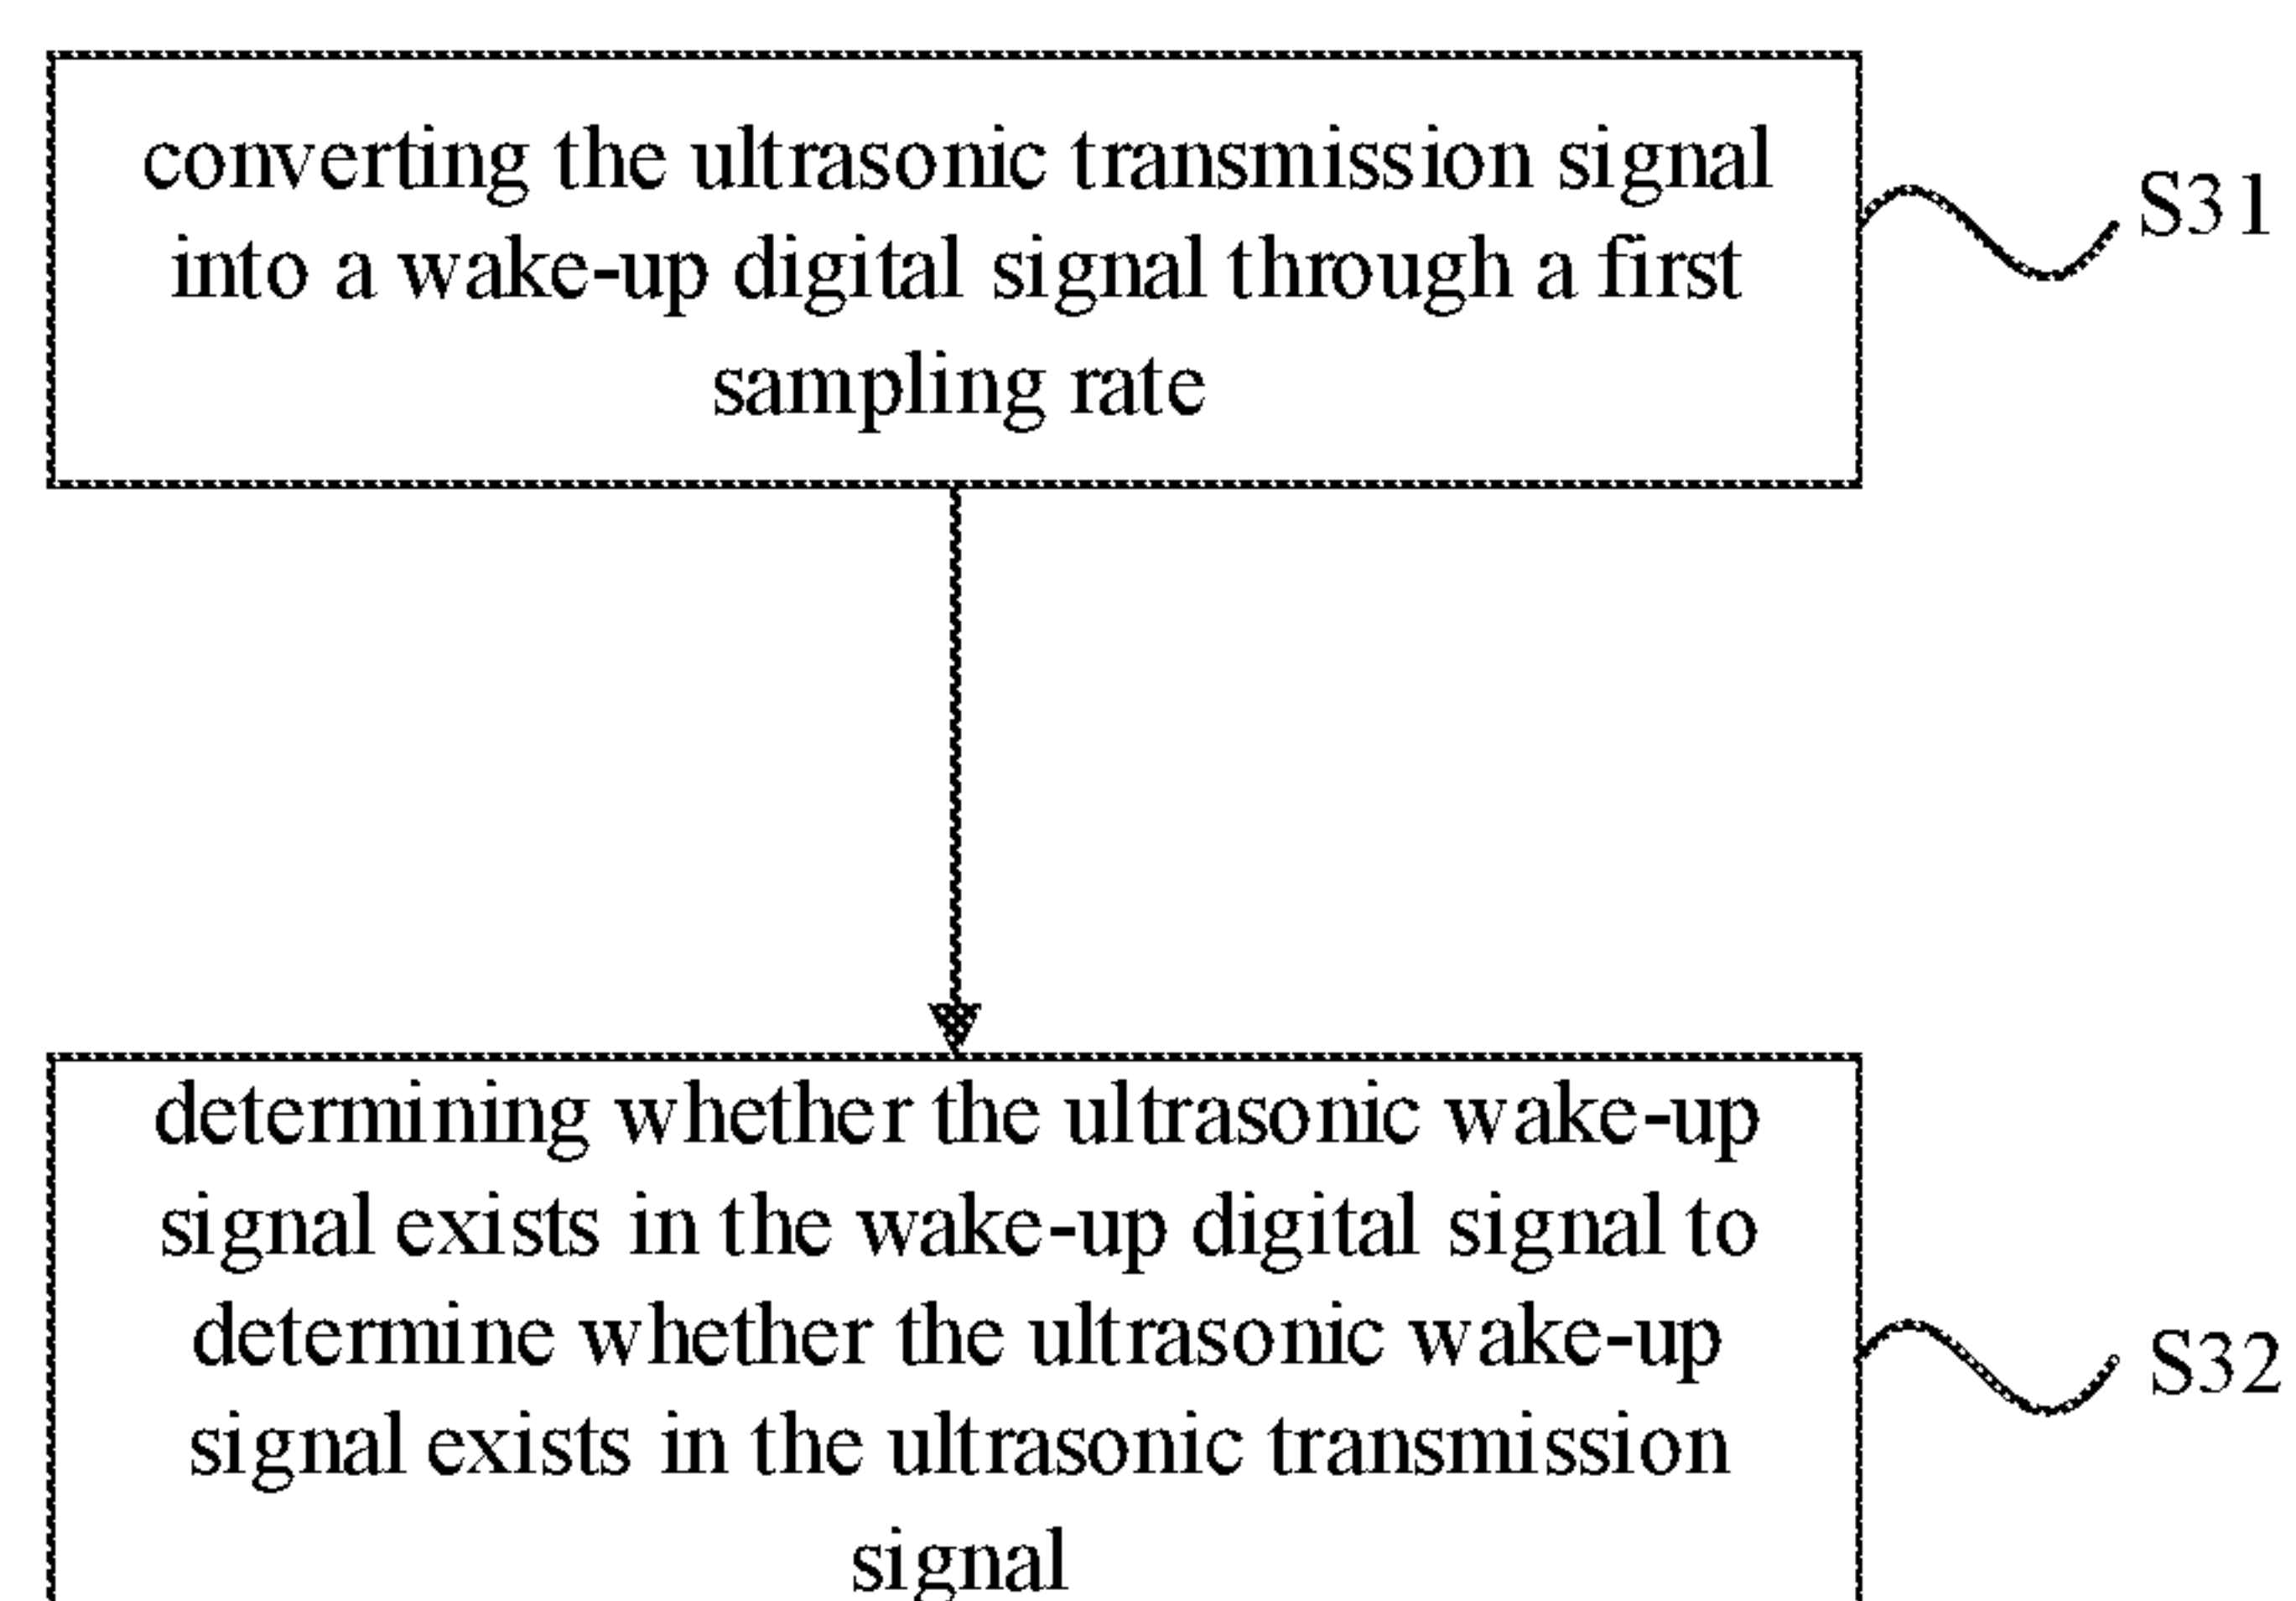 converting the ultrasonic transmission signal
into a wake-up digital signal through a first
sampling rate
S31
determining whether the ultrasonic wake-up
signal exists in the wake-up digital signal to
determine whether the ultrasonic wake-up
signal exists in the ultrasonic transmission
signal
S32